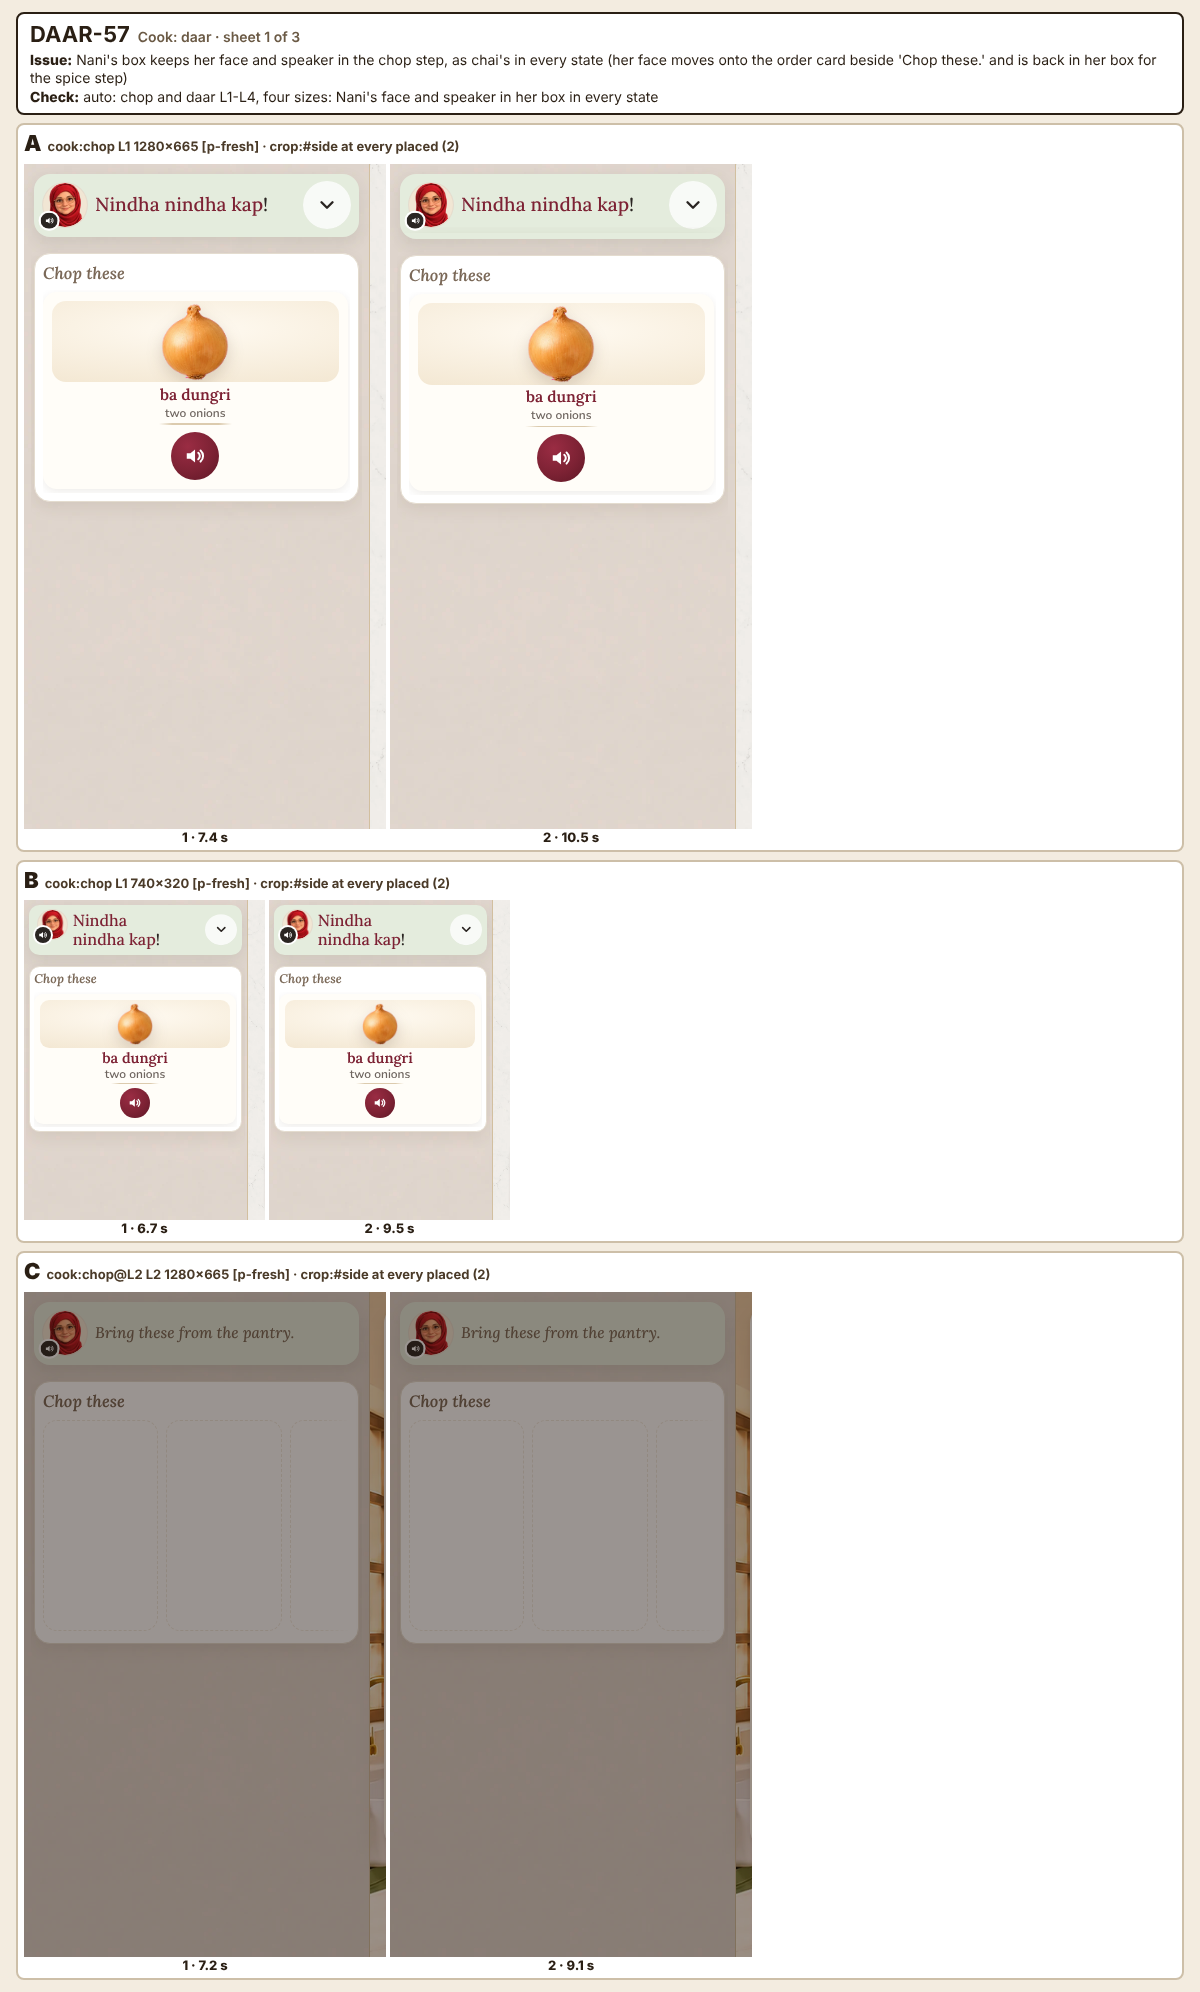 DAAR-57 Cook: daar · sheet 1 of 3
Issue: Nani's box keeps her face and speaker in the chop step, as chai's in every state (her face moves onto the order card beside 'Chop these.' and is back in her box for
the spice step)
Check: auto: chop and daar L1-L4, four sizes: Nani's face and speaker in her box in every state
A cook:chop L1 1280×665 [p-fresh] · crop:#side at every placed (2)
Nindha nindha kap!
Chop these
ba dungri
two onions
1 · 7.4 s
Nindha nindha kap!
Chop these
ba dungri
two onions
2 · 10.5 s
B cook:chop L1 740×320 [p-fresh] · crop:#side at every placed (2)
Nindha
nindha kap!
Chop these
ba dungri
two onions
1 · 6.7 s
Nindha
nindha kap!
Chop these
ba dungri
two onions
2 · 9.5 s
C cook:chop@L2 L2 1280×665 [p-fresh] · crop:#side at every placed (2)
Bring these from the pantry.
Chop these
1 · 7.2 s
Bring these from the pantry.
Chop these
2 · 9.1 s